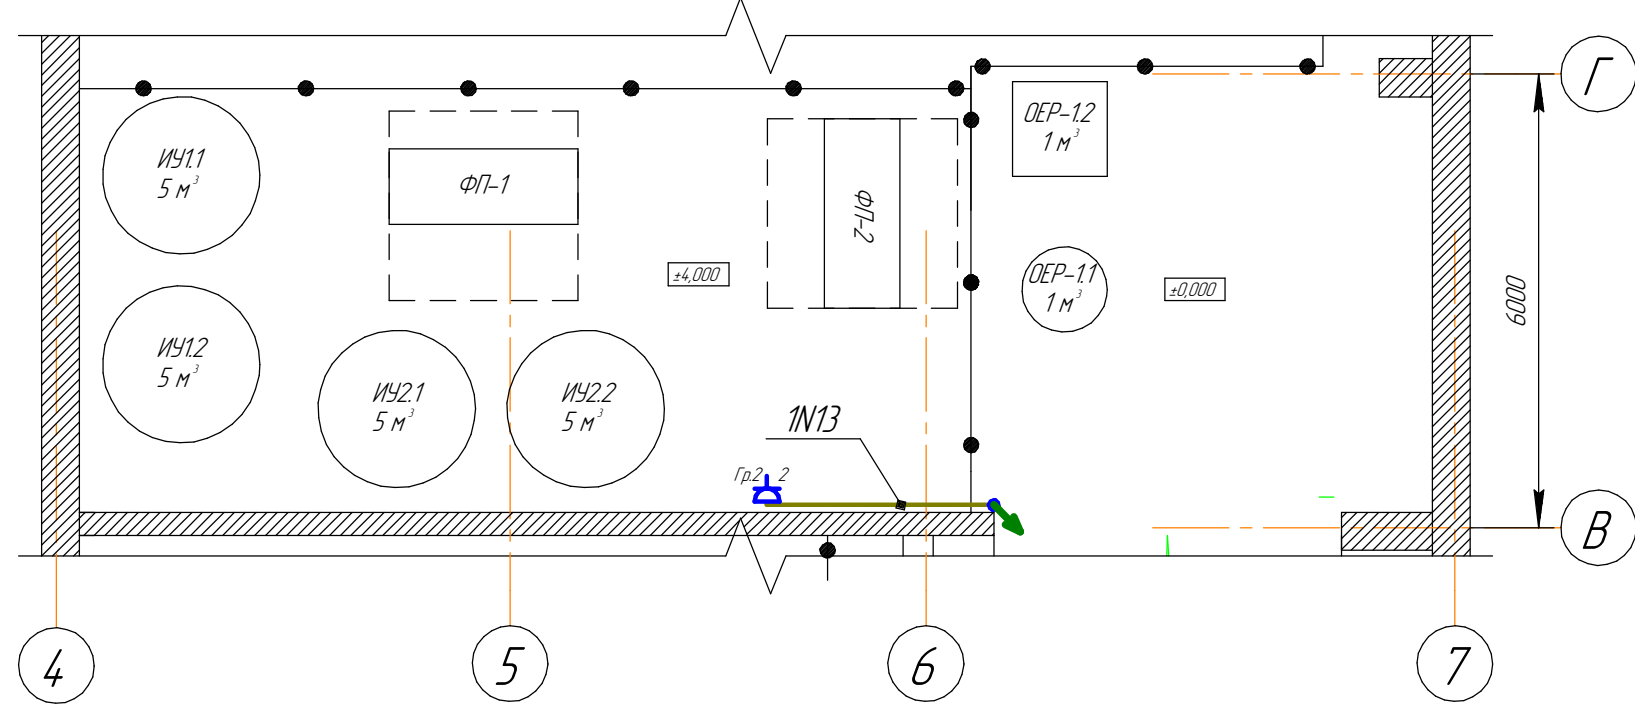 Г
ОЕР-1.2
1 м³
ИУ1.1
5 м³
ФП-1
ФП-2
±4,000
ОЕР-1.1
1 м³
±0,000
6000
ИУ1.2
5 м³
ИУ2.1
5 м³
ИУ2.2
5 м³
1N13
Гр.2 2
В
4
5
6
7